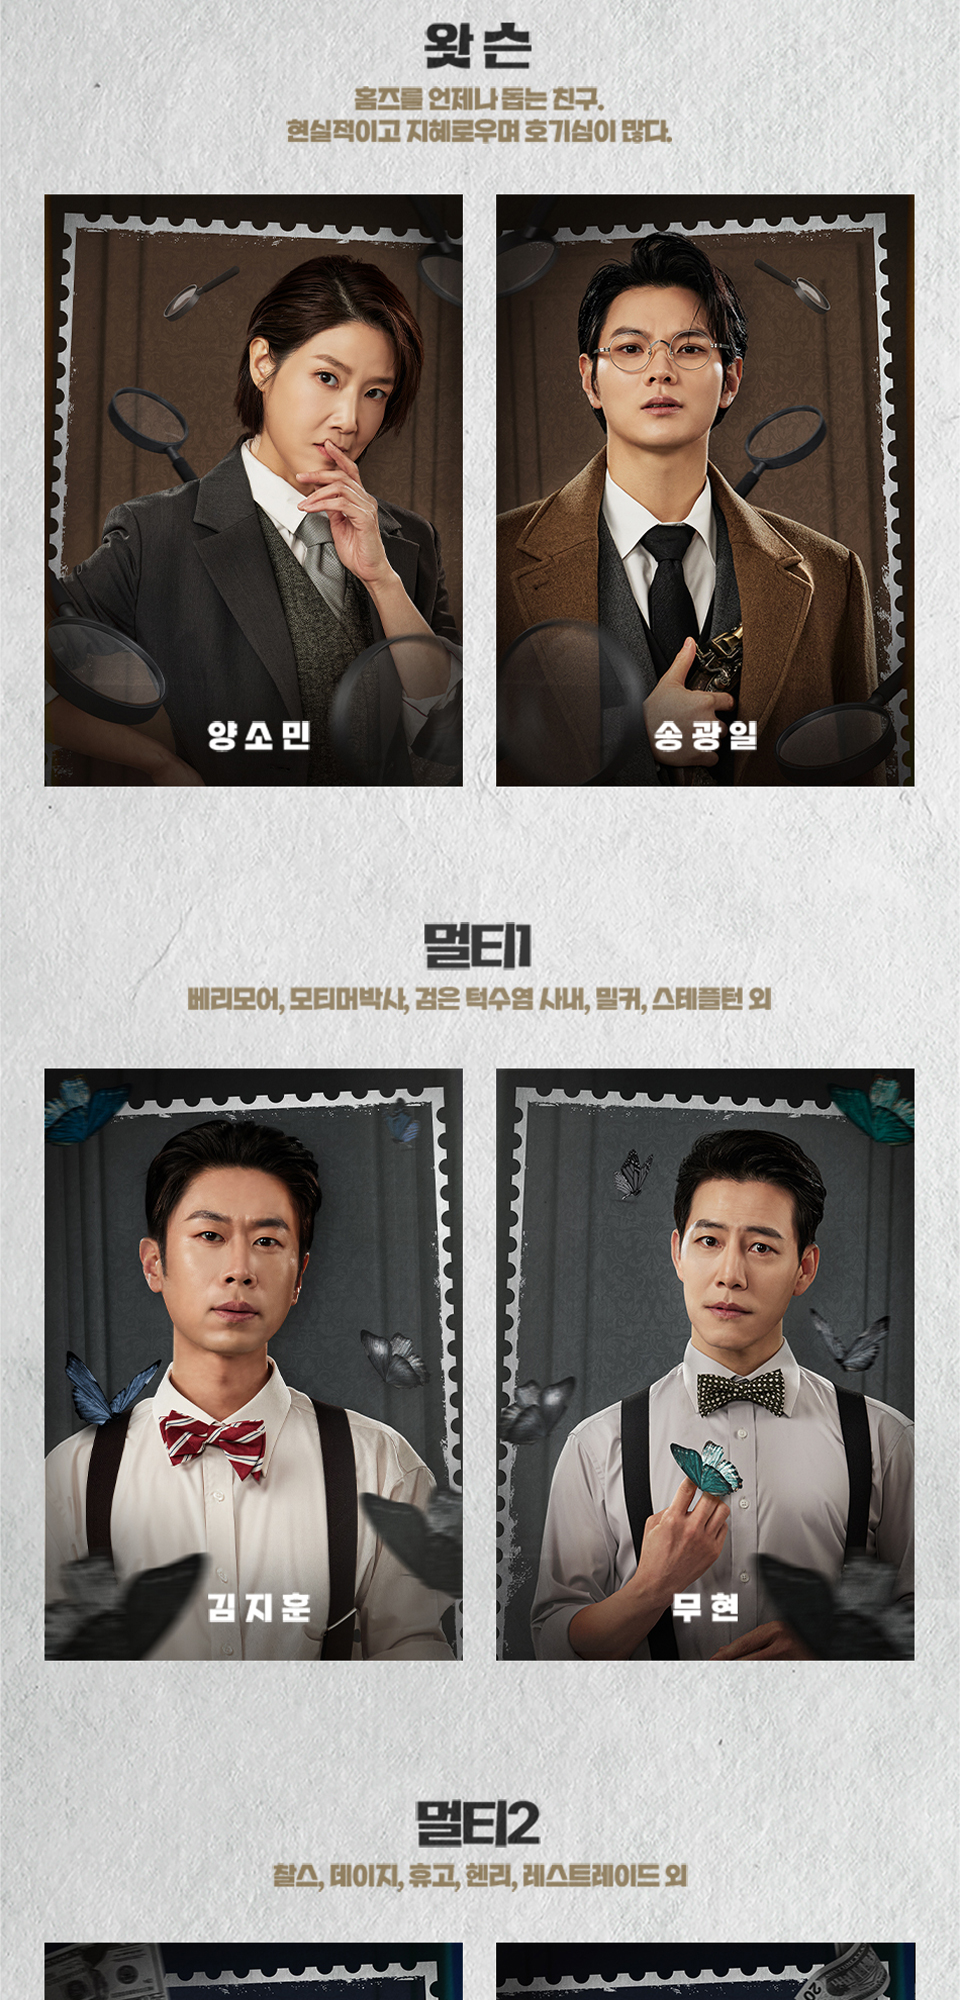 왓슨
홈즈를 언제나 돕는 친구.
현실적이고 지혜로우며 호기심이 많다.
양소민
송광일
멀티1
베리모어, 모티머박사, 검은 턱수염 사내, 밀커, 스테플턴 외
김지훈
무현
멀티2
찰스, 데이지, 휴고, 헨리, 레스트레이드 외